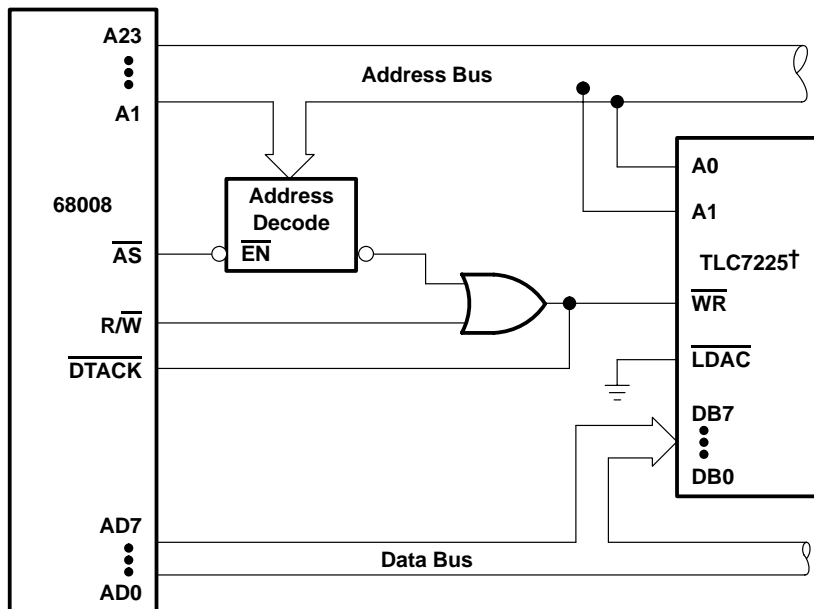 A23
Address Bus
A1
68008
Address
Decode
EN
AS
R/W
DTACK
A0
A1
TLC7225†
WR
LDAC
DB7
DB0
AD7
Data Bus
AD0